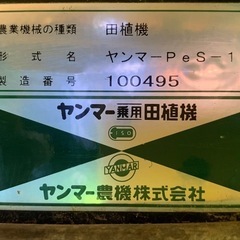 農業機械の種類 田植機
形式名 ヤンマーPeS-1
製造番号 100495
ヤンマー乗用田植機
ISO
YANMAR
ヤンマー農機株式会社